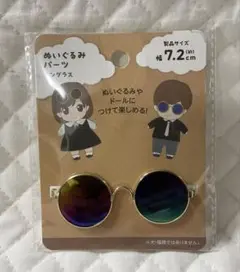 ぬいぐるみ
パーツ
サングラス
製品サイズ
幅7.2cm
(約)
ぬいぐるみや
ドールに
つけて楽しめる!